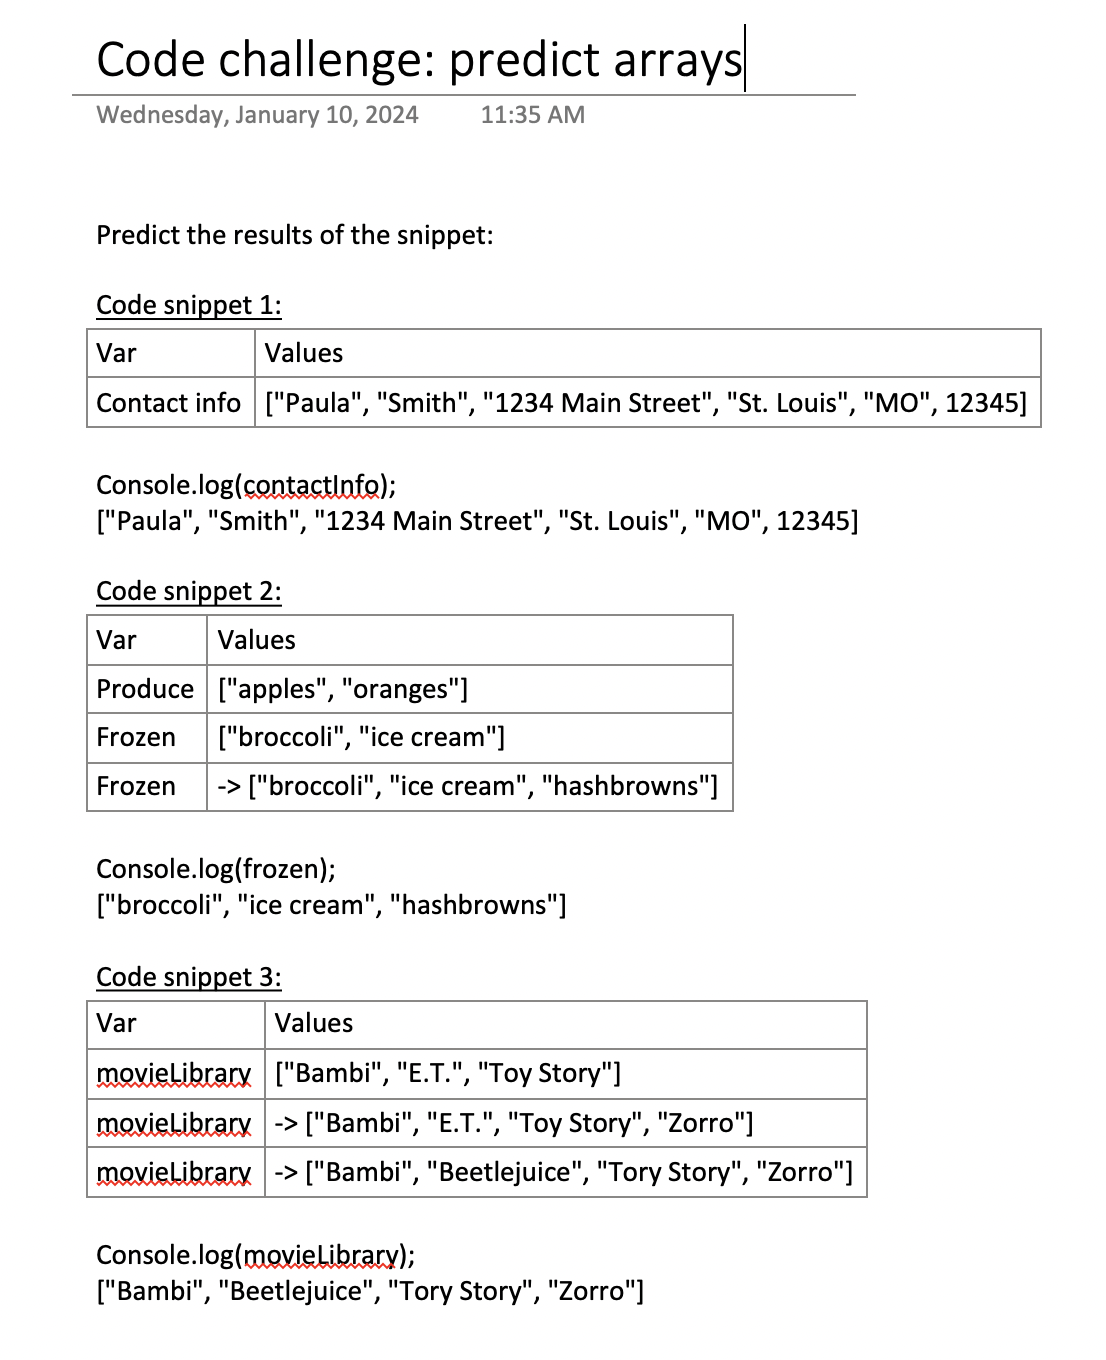 Code challenge: predict arrays
Wednesday, January 10, 2024 11:35 AM
Predict the results of the snippet:
Code snippet 1:
Var Values
Contact info ["Paula", "Smith", "1234 Main Street", "St. Louis", "MO", 12345]
Console.log(contactInfo);
["Paula", "Smith", "1234 Main Street", "St. Louis", "MO", 12345]
Code snippet 2:
Var Values
Produce ["apples", "oranges"]
Frozen ["broccoli", "ice cream"]
Frozen -> ["broccoli", "ice cream", "hashbrowns"]
Console.log(frozen);
["broccoli", "ice cream", "hashbrowns"]
Code snippet 3:
Var Values
movieLibrary ["Bambi", "E.T.", "Toy Story"]
movieLibrary -> ["Bambi", "E.T.", "Toy Story", "Zorro"]
movieLibrary -> ["Bambi", "Beetlejuice", "Tory Story", "Zorro"]
Console.log(movieLibrary);
["Bambi", "Beetlejuice", "Tory Story", "Zorro"]